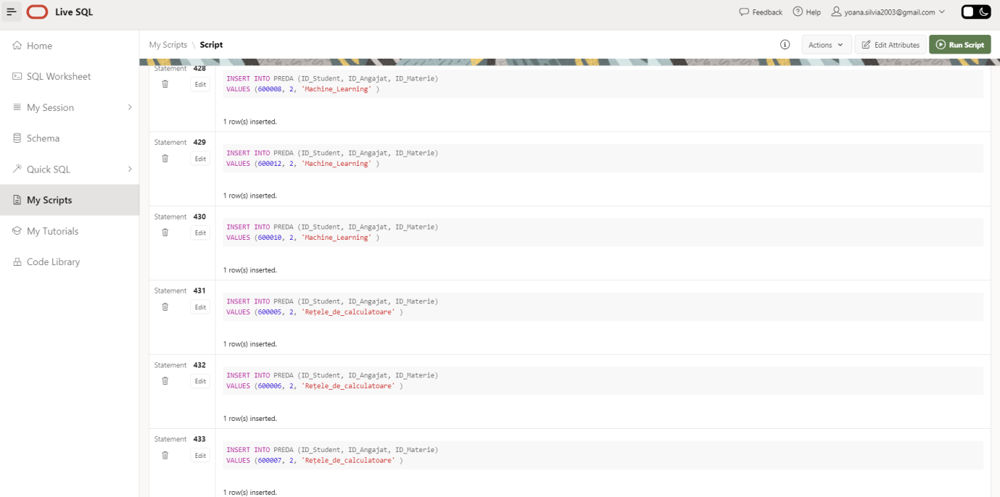 Live SQL
Feedback
Help
yoana.silvia2003@gmail.com
Home
SQL Worksheet
My Session
Schema
Quick SQL
My Scripts
My Tutorials
Code Library
My Scripts \ Script
Actions
Edit Attributes
Run Script
Statement 428
Edit
INSERT INTO PREDA (ID_Student, ID_Angajat, ID_Materie)
VALUES (600008, 2, 'Machine_Learning' )
1 row(s) inserted.
Statement 429
Edit
INSERT INTO PREDA (ID_Student, ID_Angajat, ID_Materie)
VALUES (600012, 2, 'Machine_Learning' )
1 row(s) inserted.
Statement 430
Edit
INSERT INTO PREDA (ID_Student, ID_Angajat, ID_Materie)
VALUES (600010, 2, 'Machine_Learning' )
1 row(s) inserted.
Statement 431
Edit
INSERT INTO PREDA (ID_Student, ID_Angajat, ID_Materie)
VALUES (600005, 2, 'Rețele_de_calculatoare' )
1 row(s) inserted.
Statement 432
Edit
INSERT INTO PREDA (ID_Student, ID_Angajat, ID_Materie)
VALUES (600006, 2, 'Rețele_de_calculatoare' )
1 row(s) inserted.
Statement 433
Edit
INSERT INTO PREDA (ID_Student, ID_Angajat, ID_Materie)
VALUES (600007, 2, 'Rețele_de_calculatoare' )
1 row(s) inserted.